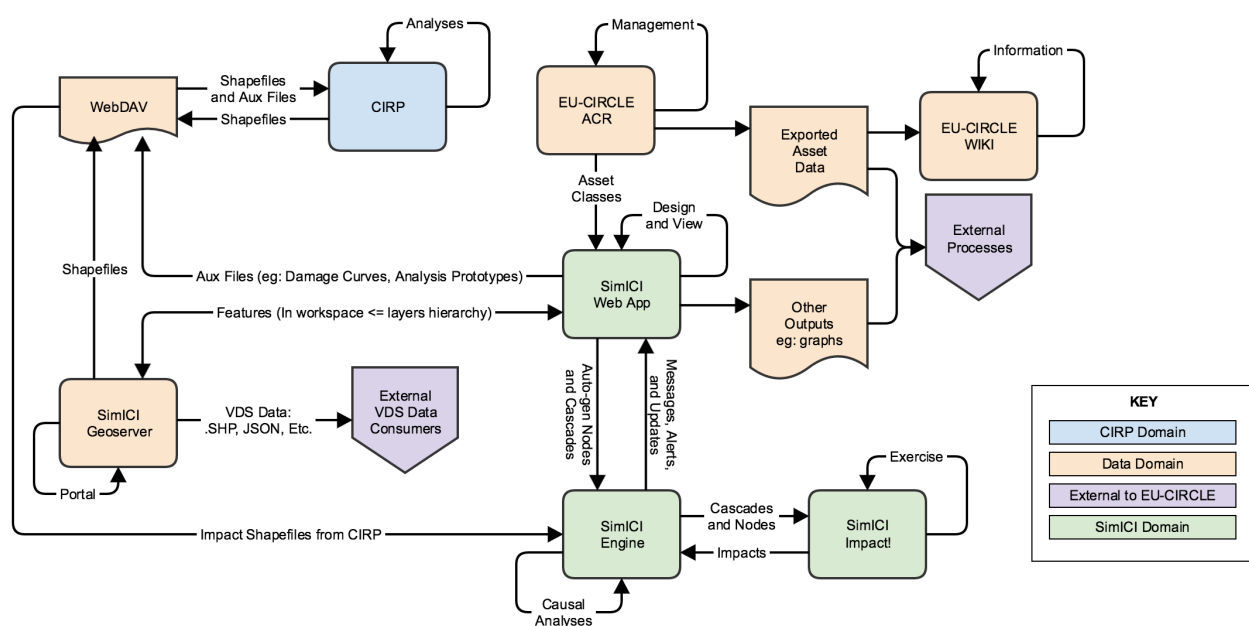 Analyses
Management
Information
WebDAV
Shapefiles
and Aux Files
Shapefiles
CIRP
EU-CIRCLE
ACR
Exported
Asset
Data
EU-CIRCLE
WIKI
Asset
Classes
Design
and View
External
Processes
Shapefiles
Aux Files (eg: Damage Curves, Analysis Prototypes)
SimICI
Web App
Features (In workspace <= layers hierarchy)
Other
Outputs
eg: graphs
SimICI
Geoserver
VDS Data:
.SHP, JSON, Etc.
External
VDS Data
Consumers
Auto-gen Nodes
and Cascades
Messages, Alerts,
and Updates
Portal
KEY
CIRP Domain
Data Domain
External to EU-CIRCLE
SimICI Domain
Exercise
Impact Shapefiles from CIRP
SimICI
Engine
Cascades
and Nodes
Impacts
SimICI
Impact!
Causal
Analyses